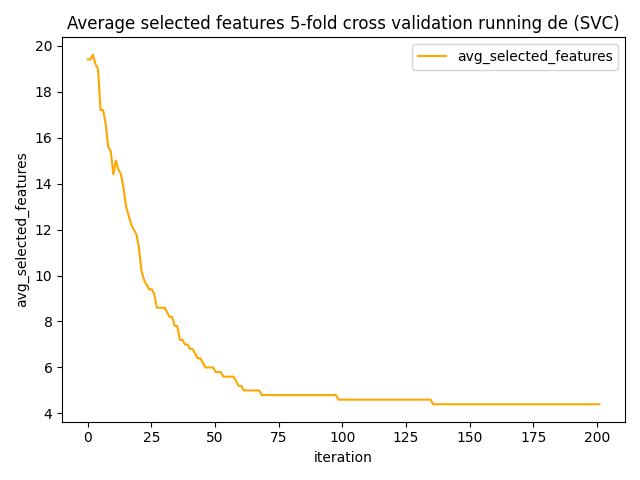 Average selected features 5-fold cross validation running de (SVC)
avg_selected_features
avg_selected_features
20
18
16
14
12
10
8
6
4
0 25 50 75 100 125 150 175 200
iteration